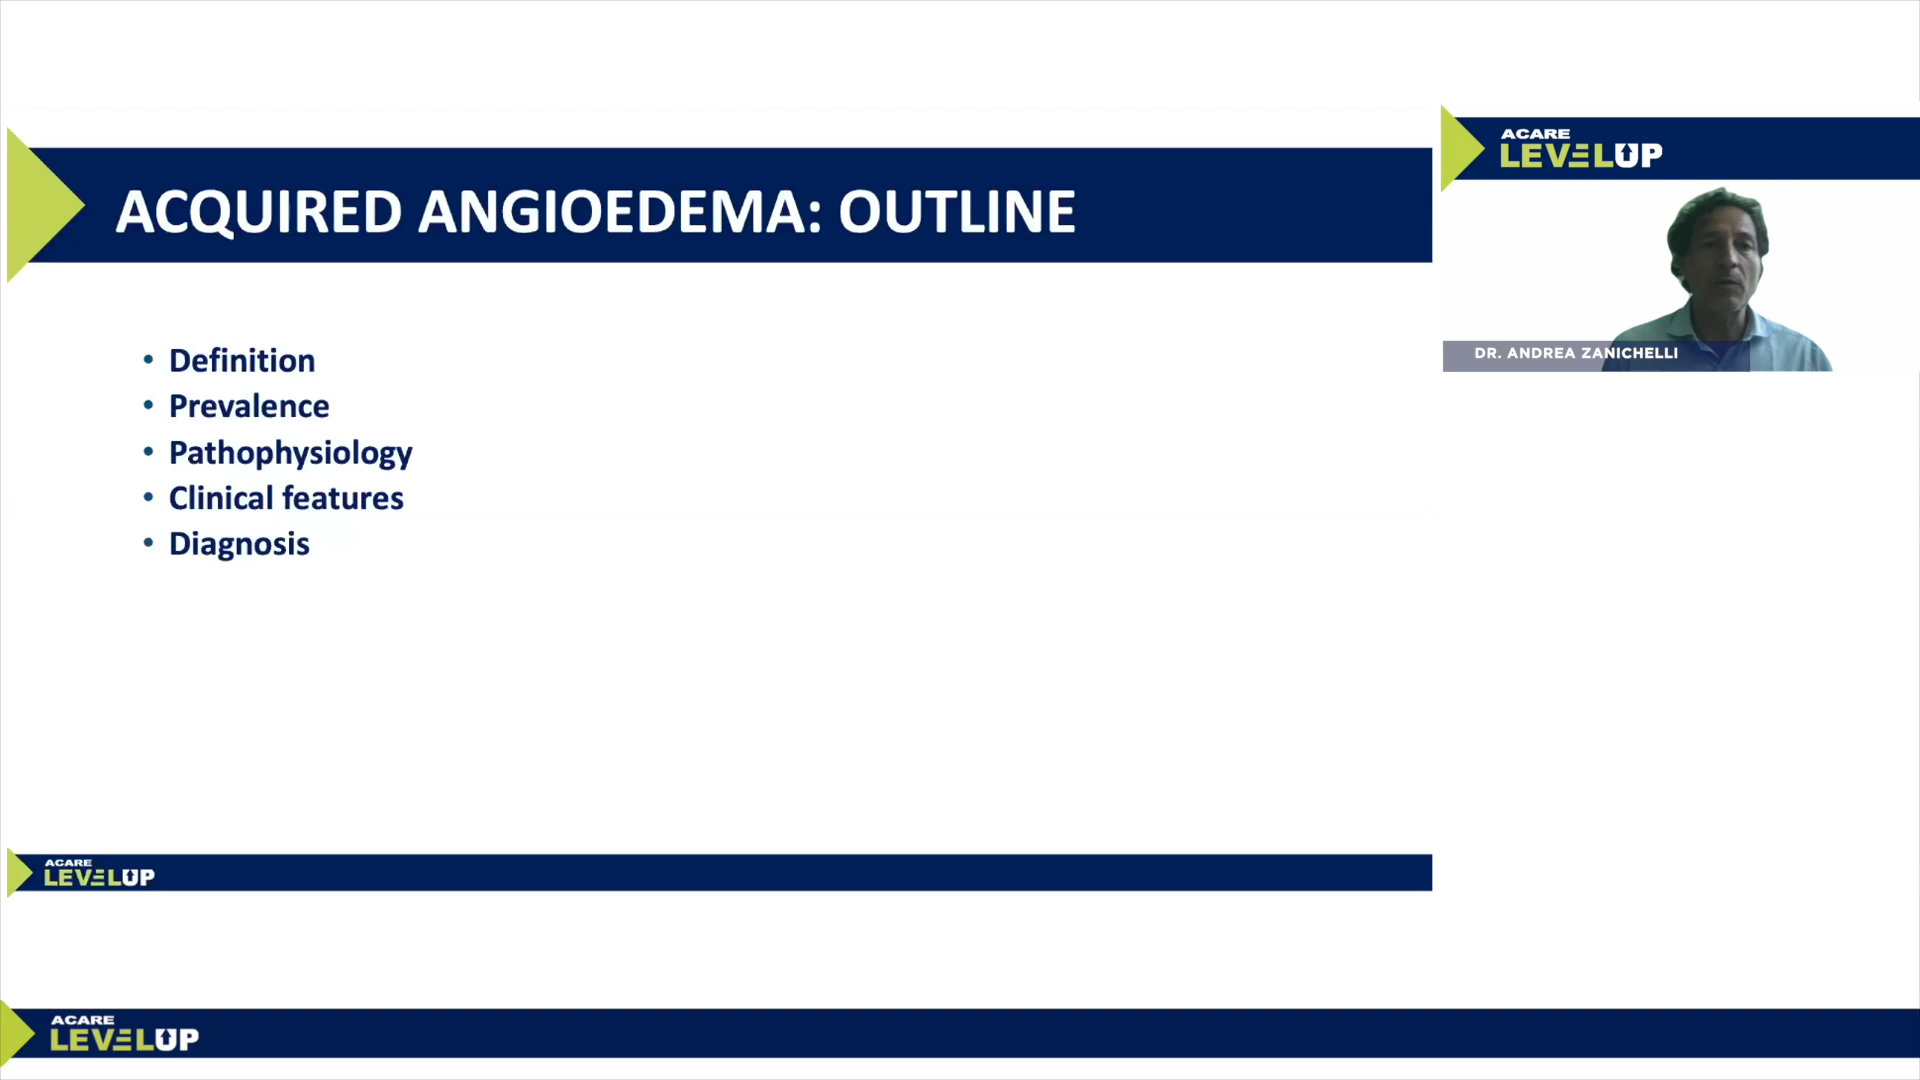 ACQUIRED ANGIOEDEMA: OUTLINE
• Definition
• Prevalence
• Pathophysiology
• Clinical features
• Diagnosis
ACARE
LEVELUP
DR. ANDREA ZANICHELLI
ACARE
LEVELUP
ACARE
LEVELUP